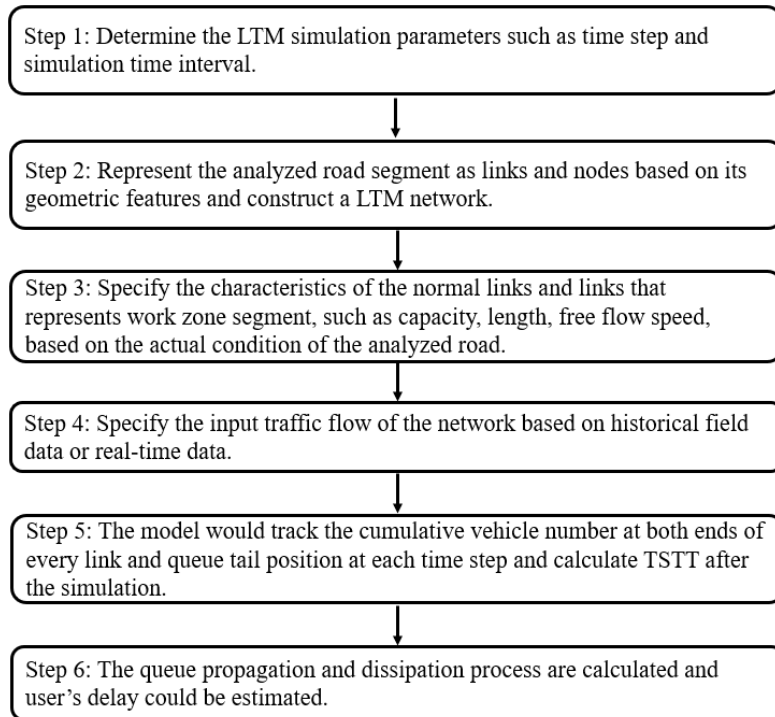 Step 1: Determine the LTM simulation parameters such as time step and
simulation time interval.
Step 2: Represent the analyzed road segment as links and nodes based on its
geometric features and construct a LTM network.
Step 3: Specify the characteristics of the normal links and links that
represents work zone segment, such as capacity, length, free flow speed,
based on the actual condition of the analyzed road.
Step 4: Specify the input traffic flow of the network based on historical field
data or real-time data.
Step 5: The model would track the cumulative vehicle number at both ends of
every link and queue tail position at each time step and calculate TSTT after
the simulation.
Step 6: The queue propagation and dissipation process are calculated and
user’s delay could be estimated.